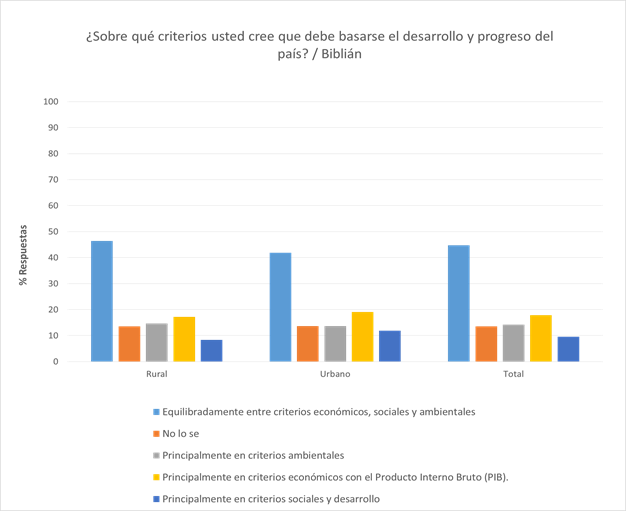 ¿Sobre qué criterios usted cree que debe basarse el desarrollo y progreso del
país? / Biblián
100
90
80
70
60
50
40
30
20
10
0
% Respuestas
Rural
Urbano
Total
Equilibradamente entre criterios económicos, sociales y ambientales
No lo se
Principalmente en criterios ambientales
Principalmente en criterios económicos con el Producto Interno Bruto (PIB).
Principalmente en criterios sociales y desarrollo